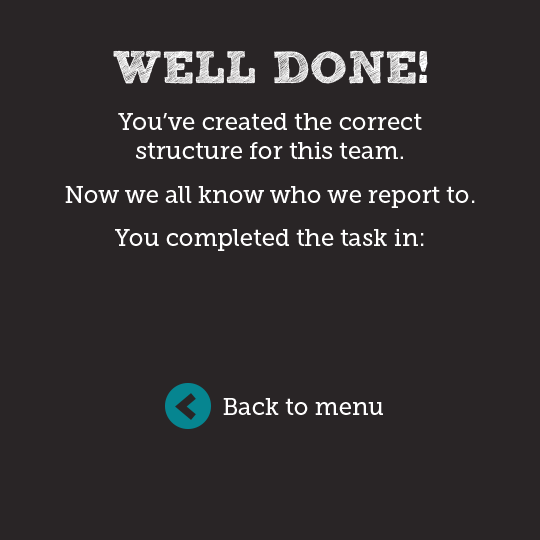 WELL DONE!
You’ve created the correct
structure for this team.
Now we all know who we report to.
You completed the task in:
Back to menu